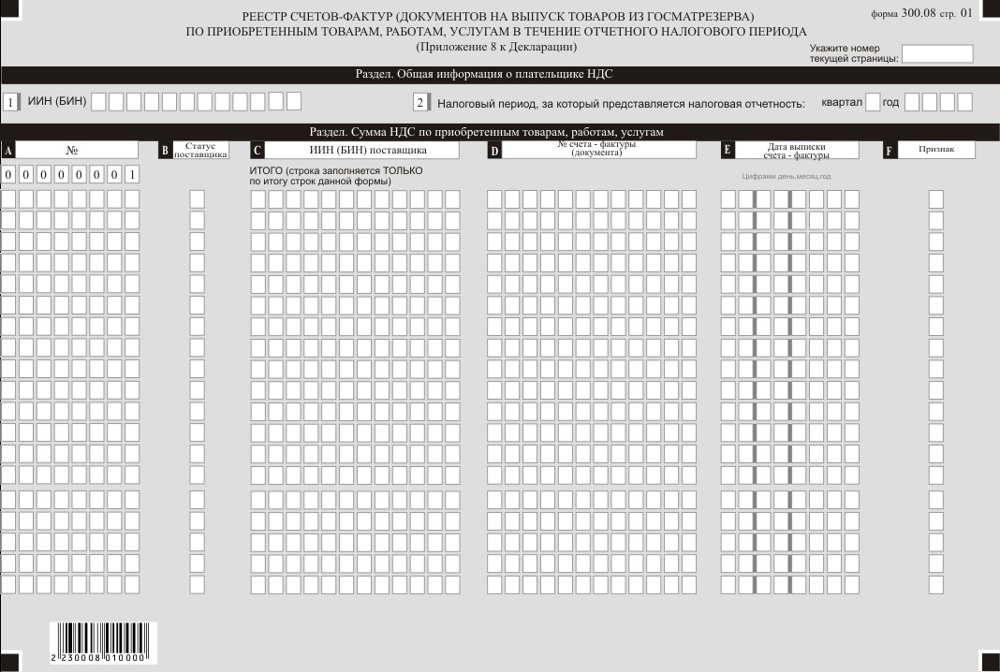 форма 300.08 стр. 01
РЕЕСТР СЧЕТОВ-ФАКТУР (ДОКУМЕНТОВ НА ВЫПУСК ТОВАРОВ ИЗ ГОСМАТРЕЗЕРВА)
ПО ПРИОБРЕТЕННЫМ ТОВАРАМ, РАБОТАМ, УСЛУГАМ В ТЕЧЕНИЕ ОТЧЕТНОГО НАЛОГОВОГО ПЕРИОДА
(Приложение 8 к Декларации)
Укажите номер
текущей страницы:
Раздел. Общая информация о плательщике НДС
1 ИИН (БИН) 2 Налоговый период, за который представляется налоговая отчетность: квартал год
Раздел. Сумма НДС по приобретенным товарам, работам, услугам
A № B Статус поставщика C ИИН (БИН) поставщика D № счета - фактуры (документа) E Дата выписки счета - фактуры F Признак
0 0 0 0 0 0 0 1 ИТОГО (строка заполняется ТОЛЬКО
по итогу строк данной формы)
Цифрами день,месяц,год
2 230008 010000